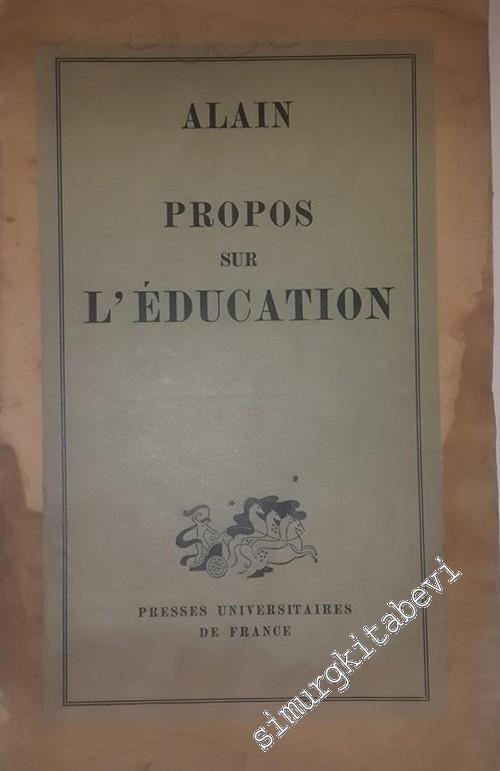 ALAIN
PROPOS
SUR
L'ÉDUCATION
PRESSES UNIVERSITAIRES
DE FRANCE
simurgkitabevi